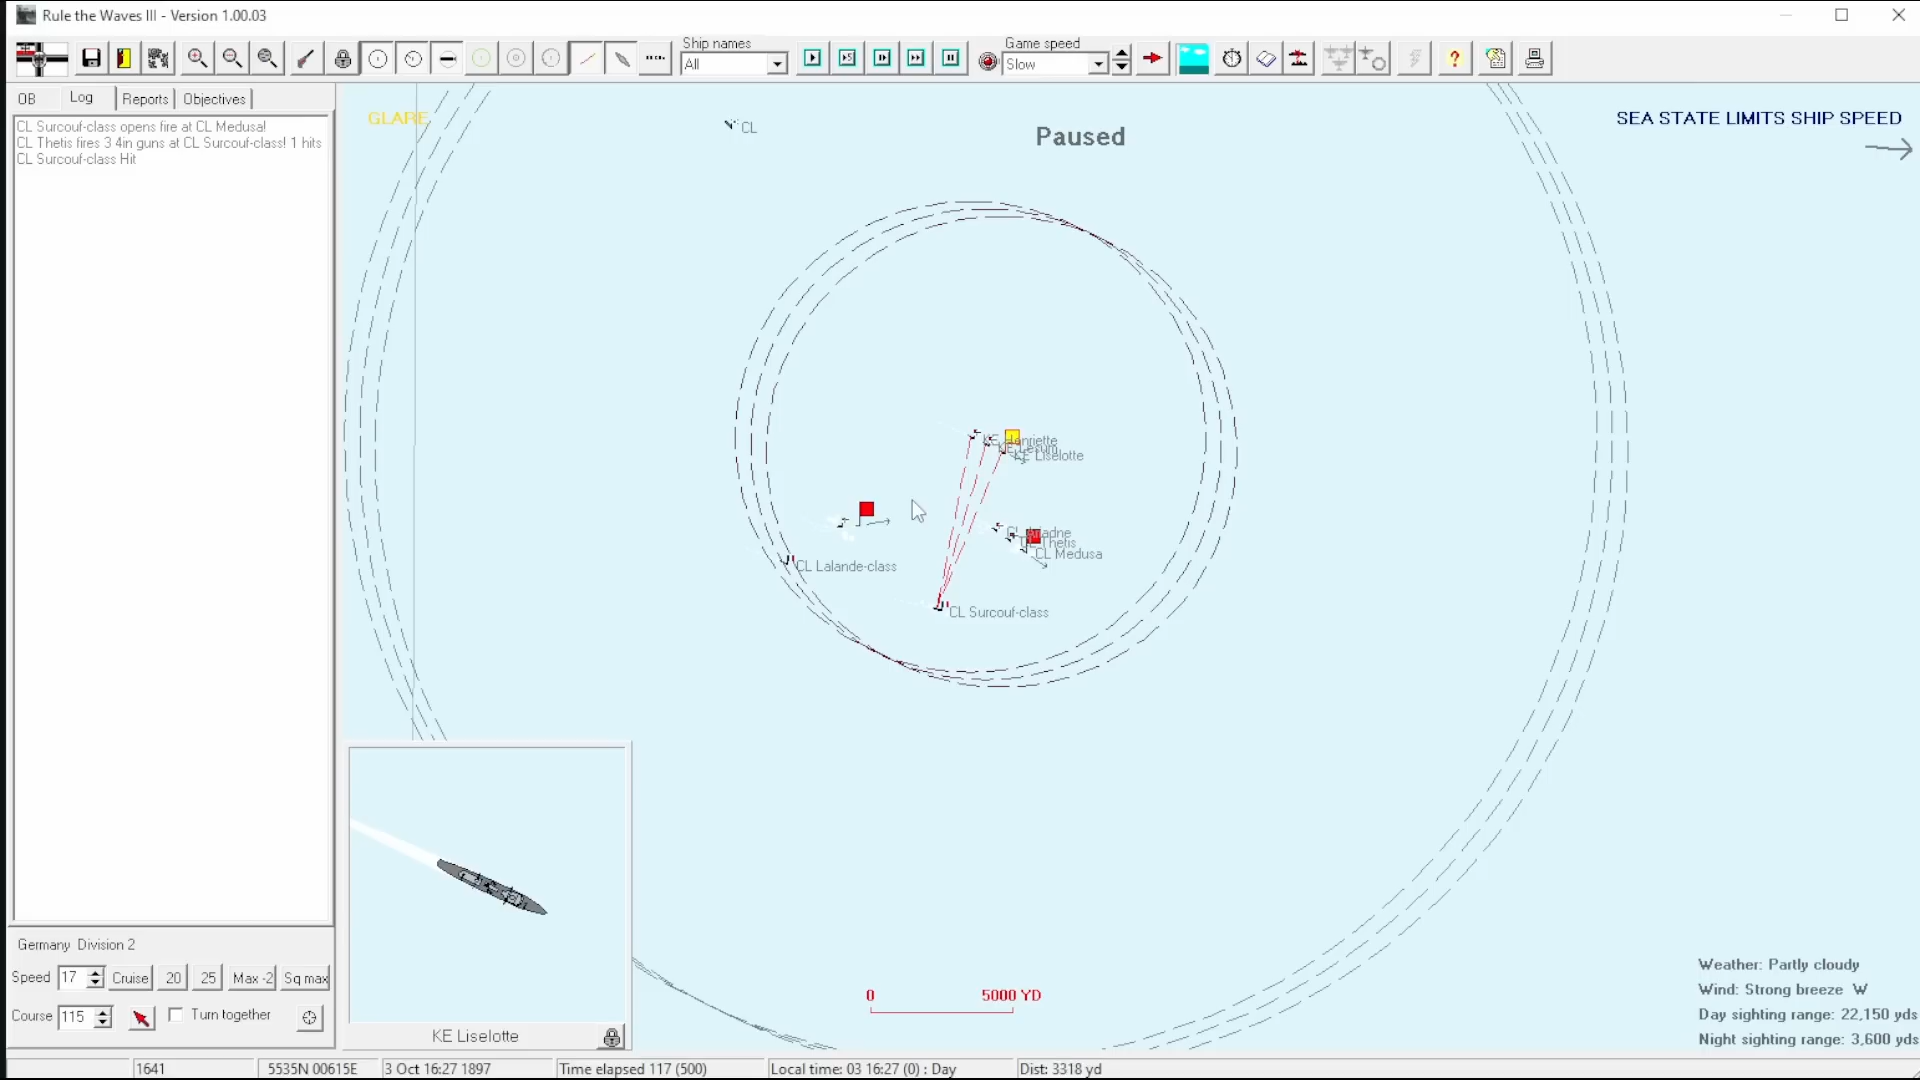 Rule the Waves III - Version 1.00.03
Ship names
All
Game speed
Slow
OB
Log
Reports
Objectives
CL Surcouf-class opens fire at CL Medusa!
CL Thetis fires 3 4in guns at CL Surcouf-class! 1 hits
CL Surcouf-class Hit
GLARE
CL
Paused
SEA STATE LIMITS SHIP SPEED
KE Henriette
KE Liselotte
CL Ariadne
Thetis
CL Medusa
CL Lalande-class
CL Surcouf-class
Germany Division 2
Speed 17 Cruise 20 25 Max -2 Sq max
Course 115 Turn together
KE Liselotte
0 5000 YD
Weather: Partly cloudy
Wind: Strong breeze W
Day sighting range: 22,150 yds
Night sighting range: 3,600 yds
1641
5535N 00615E
3 Oct 16:27 1897
Time elapsed 117 (500)
Local time: 03 16:27 (0) : Day
Dist: 3318 yd